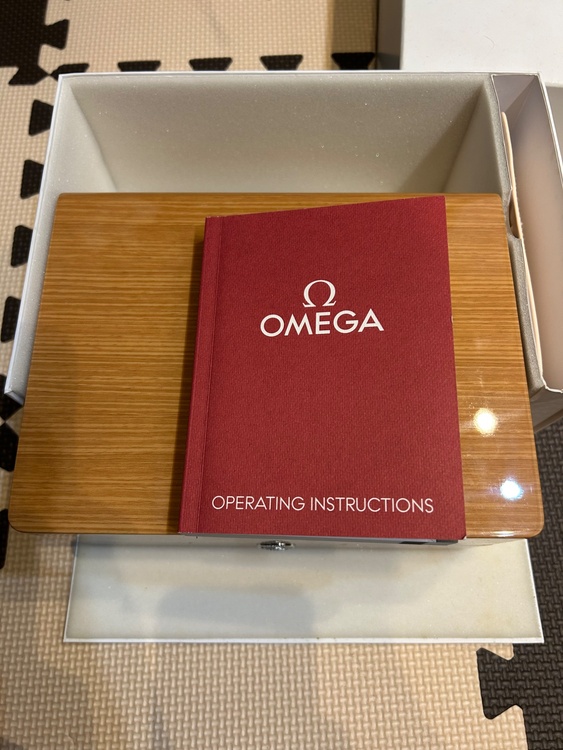 Ω
OMEGA
OPERATING INSTRUCTIONS